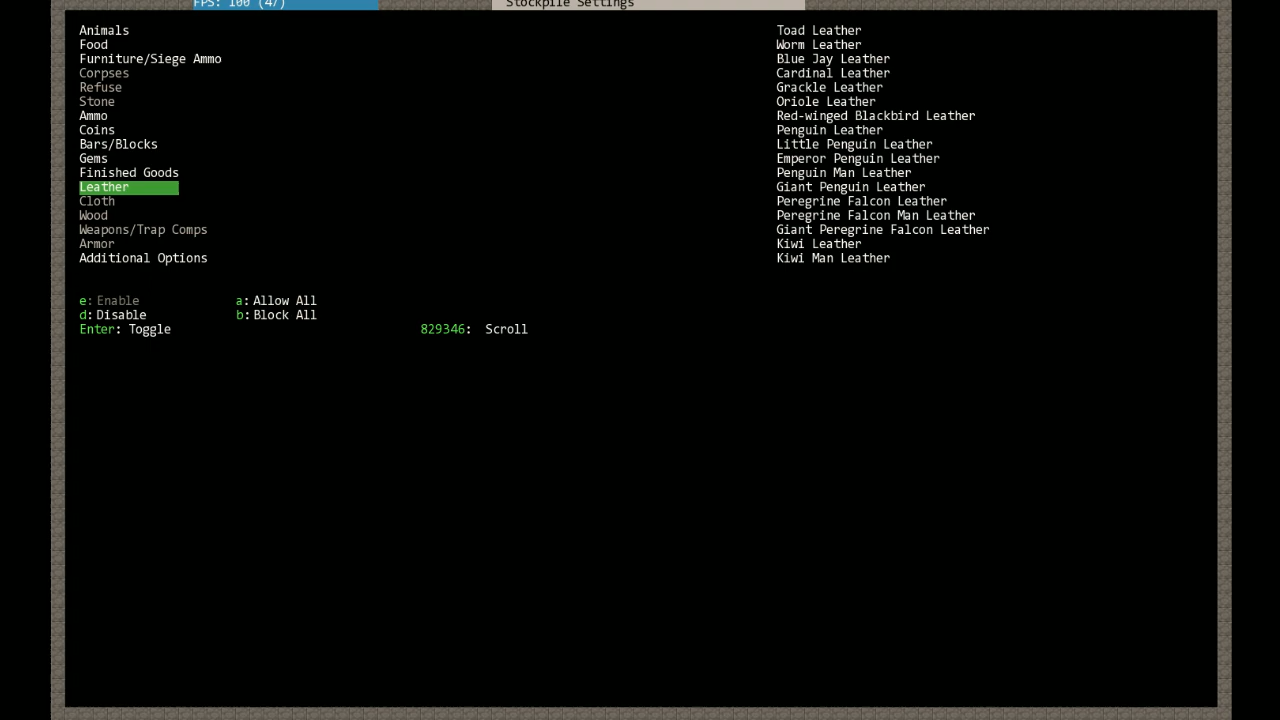 FPS: 100 (47)
Stockpile Settings
Animals
Food
Furniture/Siege Ammo
Corpses
Refuse
Stone
Ammo
Coins
Bars/Blocks
Gems
Finished Goods
Leather
Cloth
Wood
Weapons/Trap Comps
Armor
Additional Options
Toad Leather
Worm Leather
Blue Jay Leather
Cardinal Leather
Grackle Leather
Oriole Leather
Red-winged Blackbird Leather
Penguin Leather
Little Penguin Leather
Emperor Penguin Leather
Penguin Man Leather
Giant Penguin Leather
Peregrine Falcon Leather
Peregrine Falcon Man Leather
Giant Peregrine Falcon Leather
Kiwi Leather
Kiwi Man Leather
e: Enable a: Allow All
d: Disable b: Block All
Enter: Toggle 829346: Scroll